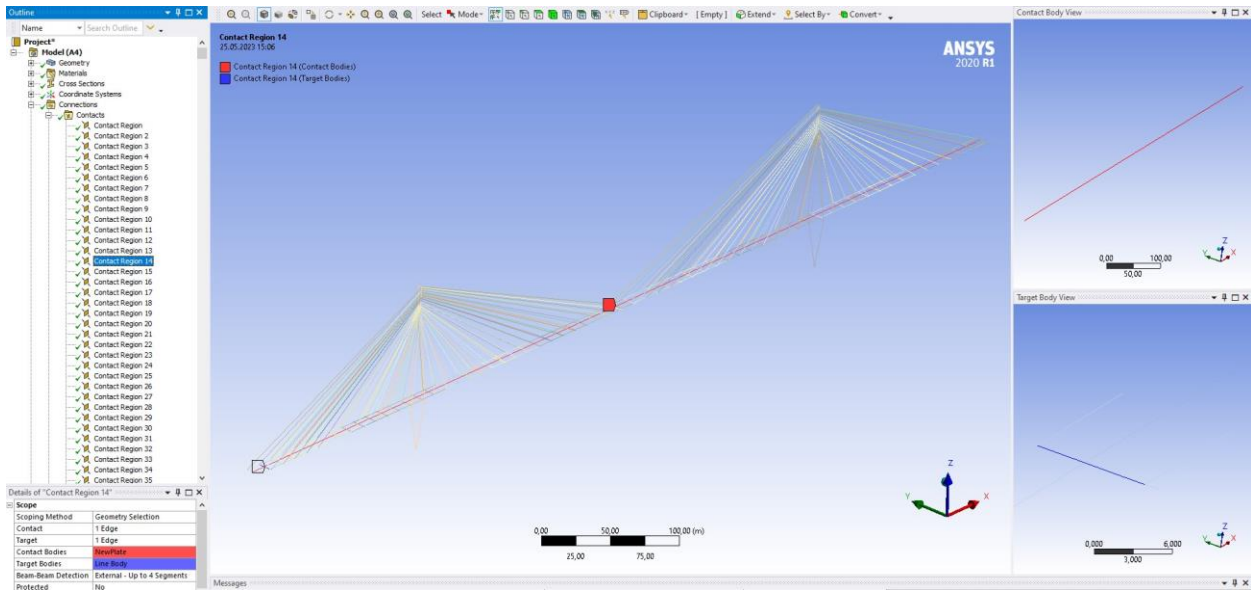 Outline
Name
Search Outline
Project*
Model (A4)
Geometry
Materials
Cross Sections
Coordinate Systems
Connections
Contacts
Contact Region
Contact Region 2
Contact Region 3
Contact Region 4
Contact Region 5
Contact Region 6
Contact Region 7
Contact Region 8
Contact Region 9
Contact Region 10
Contact Region 11
Contact Region 12
Contact Region 13
Contact Region 14
Contact Region 15
Contact Region 16
Contact Region 17
Contact Region 18
Contact Region 19
Contact Region 20
Contact Region 21
Contact Region 22
Contact Region 23
Contact Region 24
Contact Region 25
Contact Region 26
Contact Region 27
Contact Region 28
Contact Region 29
Contact Region 30
Contact Region 31
Contact Region 32
Contact Region 33
Contact Region 34
Contact Region 35
Details of "Contact Region 14"
Scope
Scoping Method Geometry Selection
Contact 1 Edge
Target 1 Edge
Contact Bodies NewPlate
Target Bodies Line Body
Beam-Beam Detection External - Up to 4 Segments
Protected No
Select Mode Clipboard [Empty] Extend Select By Convert
Contact Region 14
25.05.2023 15:06
Contact Region 14 (Contact Bodies)
Contact Region 14 (Target Bodies)
ANSYS
2020 R1
Z
Y
X
0,00 50,00 100,00 (m)
25,00 75,00
Messages
Contact Body View
Z
Y
X
0,00 100,00
50,00
Target Body View
Z
Y
X
0,000 6,000
3,000